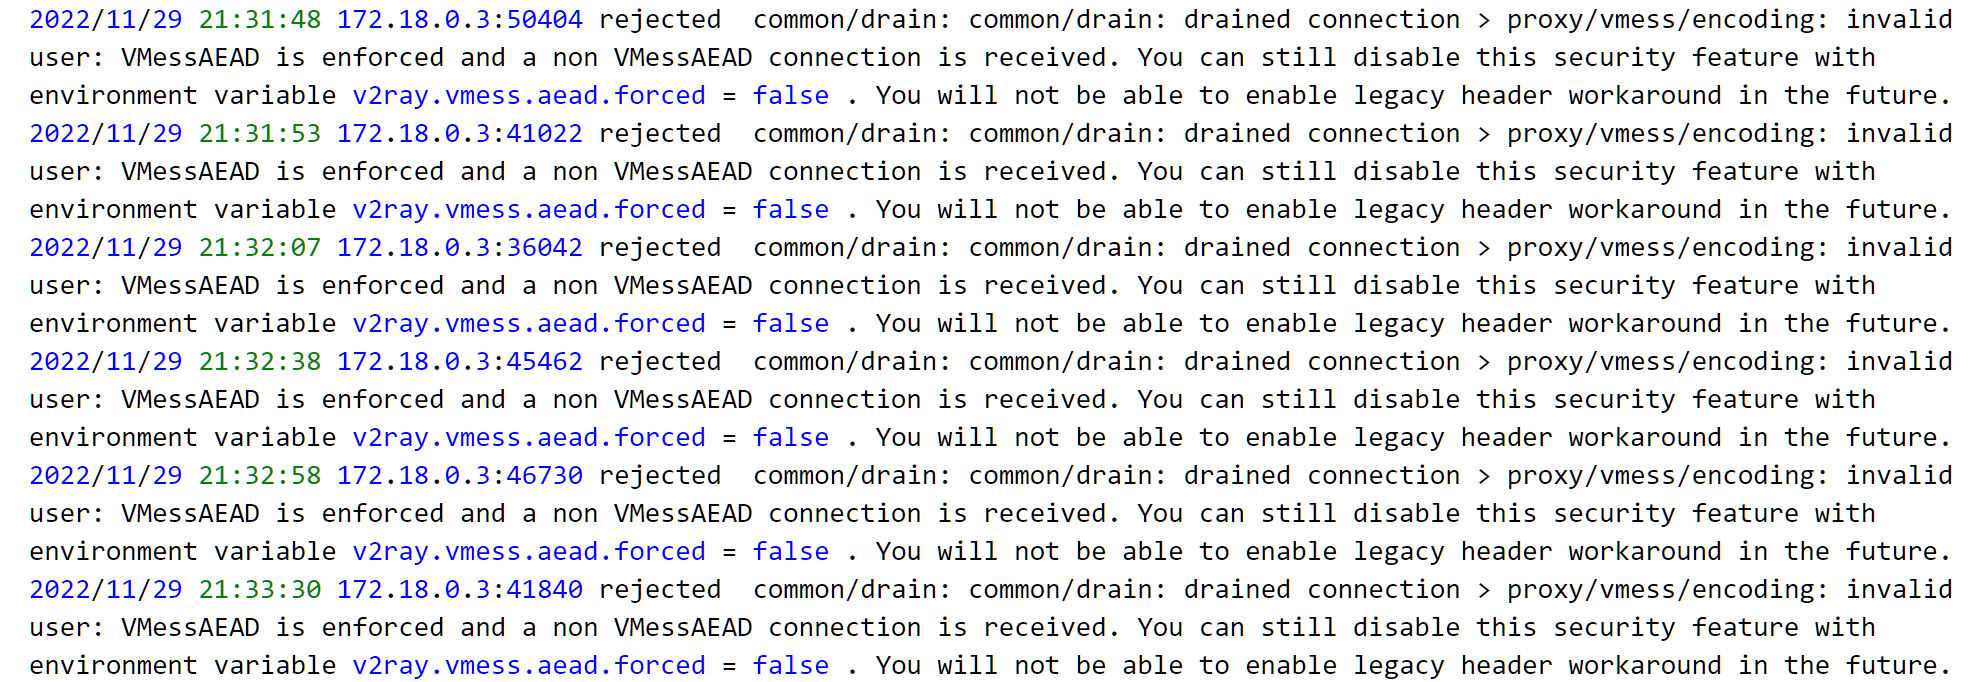 2022/11/29 21:31:48 172.18.0.3:50404 rejected  common/drain: common/drain: drained connection > proxy/vmess/encoding: invalid
user: VMessAEAD is enforced and a non VMessAEAD connection is received. You can still disable this security feature with
environment variable v2ray.vmess.aead.forced = false . You will not be able to enable legacy header workaround in the future.
2022/11/29 21:31:53 172.18.0.3:41022 rejected  common/drain: common/drain: drained connection > proxy/vmess/encoding: invalid
user: VMessAEAD is enforced and a non VMessAEAD connection is received. You can still disable this security feature with
environment variable v2ray.vmess.aead.forced = false . You will not be able to enable legacy header workaround in the future.
2022/11/29 21:32:07 172.18.0.3:36042 rejected  common/drain: common/drain: drained connection > proxy/vmess/encoding: invalid
user: VMessAEAD is enforced and a non VMessAEAD connection is received. You can still disable this security feature with
environment variable v2ray.vmess.aead.forced = false . You will not be able to enable legacy header workaround in the future.
2022/11/29 21:32:38 172.18.0.3:45462 rejected  common/drain: common/drain: drained connection > proxy/vmess/encoding: invalid
user: VMessAEAD is enforced and a non VMessAEAD connection is received. You can still disable this security feature with
environment variable v2ray.vmess.aead.forced = false . You will not be able to enable legacy header workaround in the future.
2022/11/29 21:32:58 172.18.0.3:46730 rejected  common/drain: common/drain: drained connection > proxy/vmess/encoding: invalid
user: VMessAEAD is enforced and a non VMessAEAD connection is received. You can still disable this security feature with
environment variable v2ray.vmess.aead.forced = false . You will not be able to enable legacy header workaround in the future.
2022/11/29 21:33:30 172.18.0.3:41840 rejected  common/drain: common/drain: drained connection > proxy/vmess/encoding: invalid
user: VMessAEAD is enforced and a non VMessAEAD connection is received. You can still disable this security feature with
environment variable v2ray.vmess.aead.forced = false . You will not be able to enable legacy header workaround in the future.